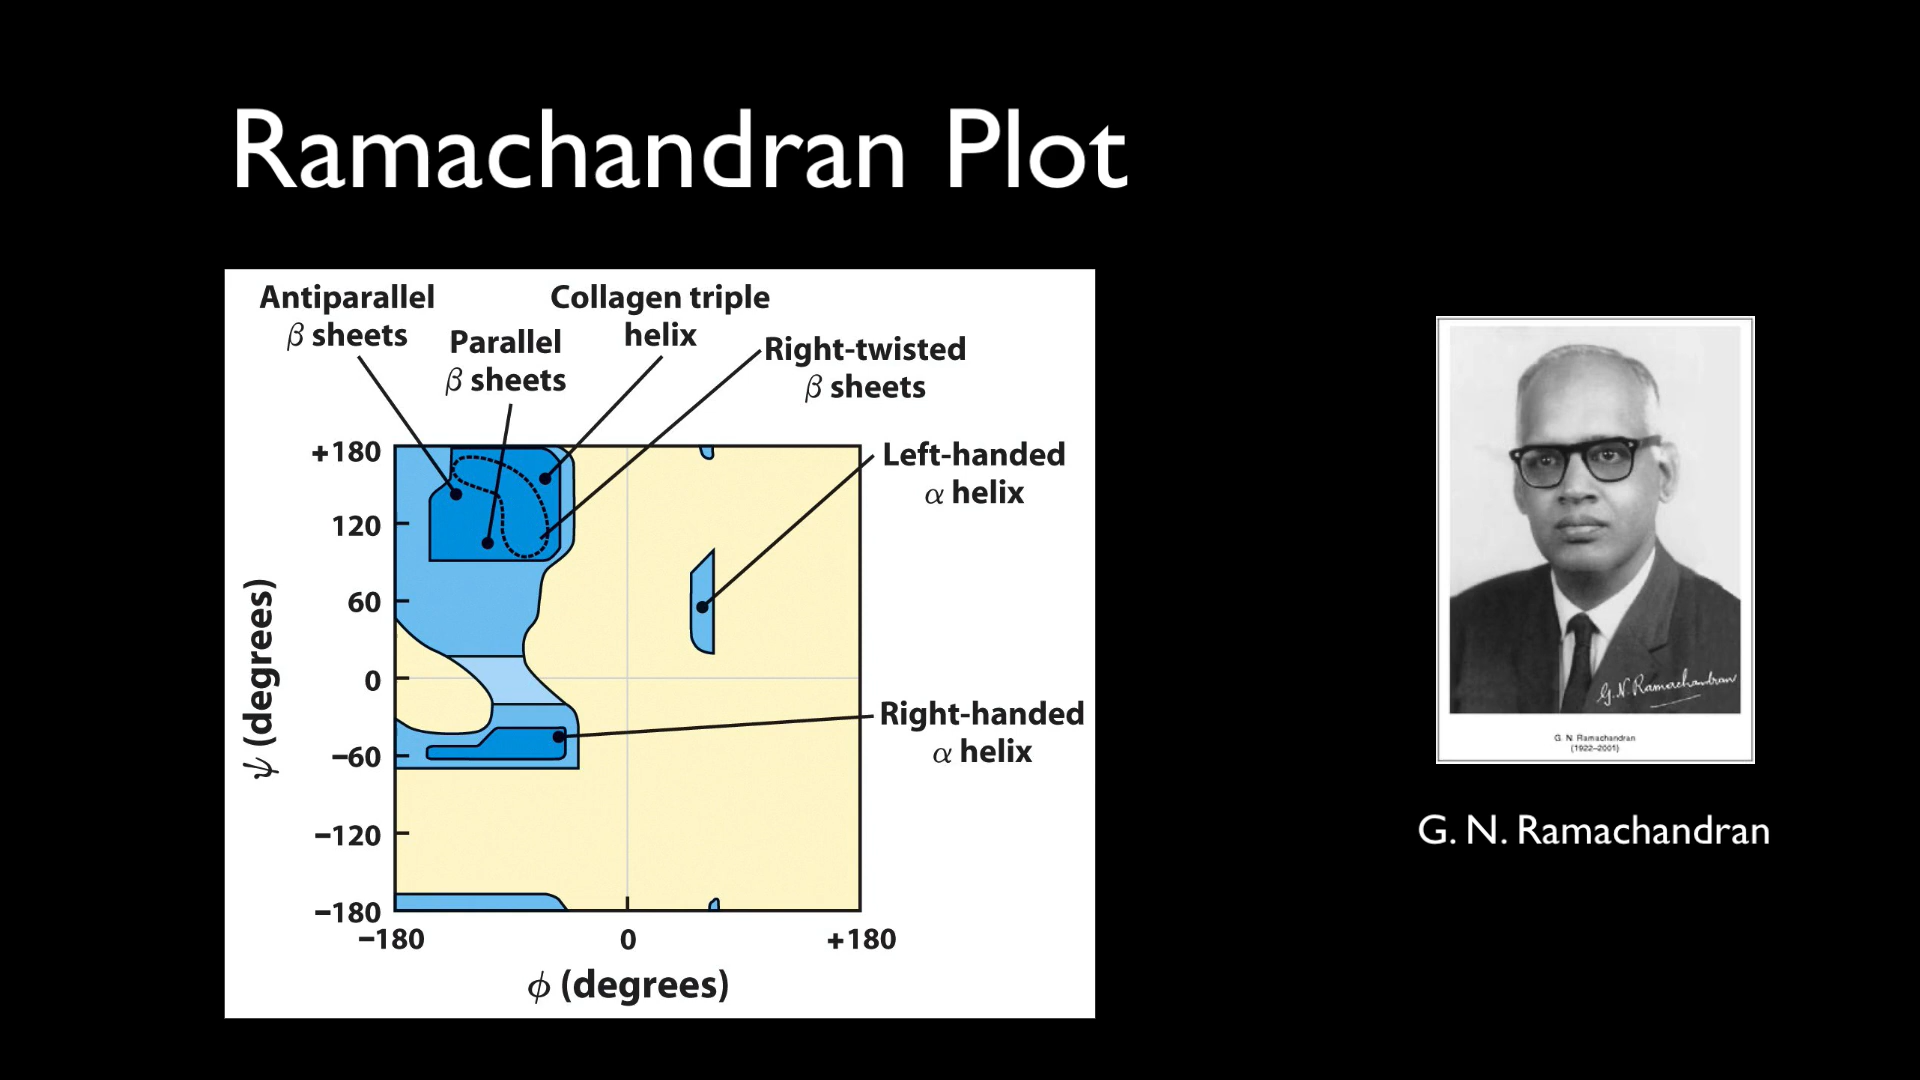 Ramachandran Plot
Antiparallel
β sheets
Parallel
β sheets
Collagen triple
helix
Right-twisted
β sheets
Left-handed
α helix
Right-handed
α helix
+180
120
60
0
−60
−120
−180
−180
0
+180
ψ (degrees)
ϕ (degrees)
G. N. Ramachandran
G. N. Ramachandran
(1922–2001)
G. N. Ramachandran